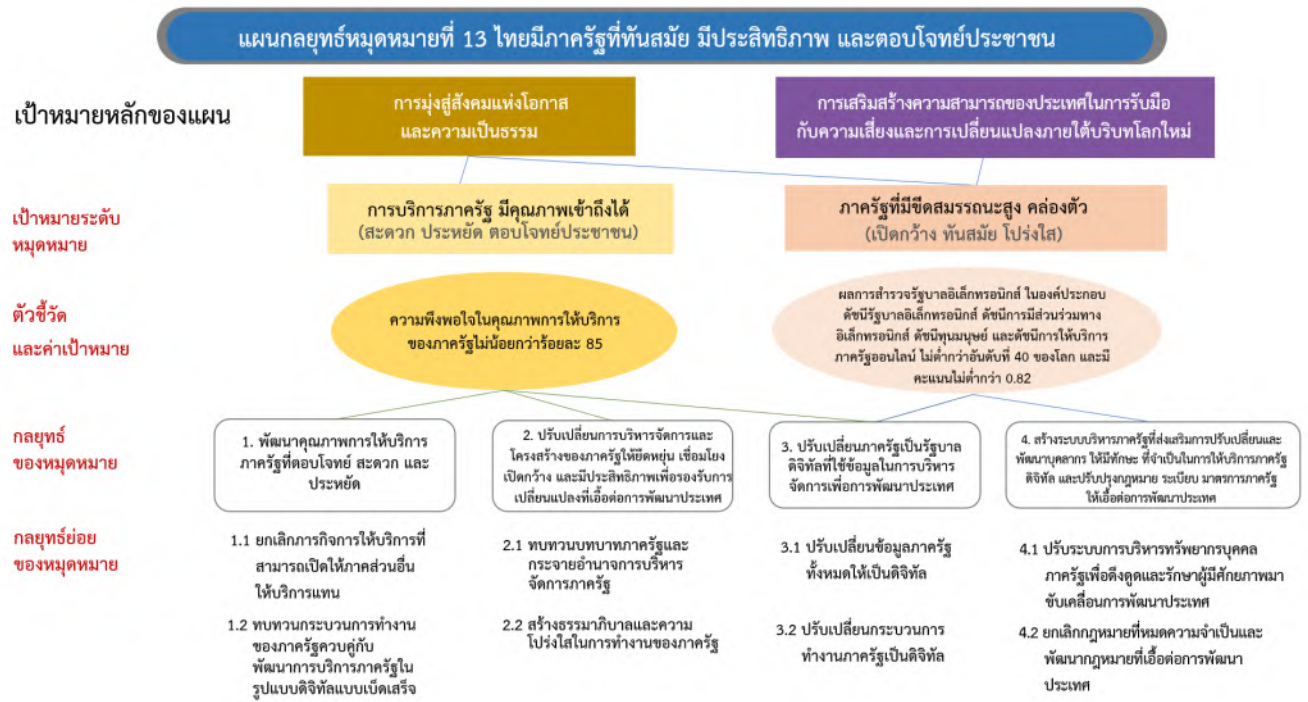 แผนกลยุทธ์หมุดหมายที่ 13 ไทยมีภาครัฐที่ทันสมัย มีประสิทธิภาพ และตอบโจทย์ประชาชน
เป้าหมายหลักของแผน
การมุ่งสู่สังคมแห่งโอกาส
และความเป็นธรรม
การเสริมสร้างความสามารถของประเทศในการรับมือ
กับความเสี่ยงและการเปลี่ยนแปลงภายใต้บริบทโลกใหม่
เป้าหมายระดับ
หมุดหมาย
การบริการภาครัฐ มีคุณภาพเข้าถึงได้
(สะดวก ประหยัด ตอบโจทย์ประชาชน)
ภาครัฐที่มีขีดสมรรถนะสูง คล่องตัว
(เปิดกว้าง ทันสมัย โปร่งใส)
ตัวชี้วัด
และค่าเป้าหมาย
ความพึงพอใจในคุณภาพการให้บริการ
ของภาครัฐไม่น้อยกว่าร้อยละ 85
ผลการสำรวจรัฐบาลอิเล็กทรอนิกส์ ในองค์ประกอบ
ดัชนีรัฐบาลอิเล็กทรอนิกส์ ดัชนีการมีส่วนร่วมทาง
อิเล็กทรอนิกส์ ดัชนีทุนมนุษย์ และดัชนีการให้บริการ
ภาครัฐออนไลน์ ไม่ต่ำกว่าอันดับที่ 40 ของโลก และมี
คะแนนไม่ต่ำกว่า 0.82
กลยุทธ์
ของหมุดหมาย
1. พัฒนาคุณภาพการให้บริการ
ภาครัฐที่ตอบโจทย์ สะดวก และ
ประหยัด
2. ปรับเปลี่ยนการบริหารจัดการและ
โครงสร้างของภาครัฐให้ยืดหยุ่น เชื่อมโยง
เปิดกว้าง และมีประสิทธิภาพเพื่อรองรับการ
เปลี่ยนแปลงที่เอื้อต่อการพัฒนาประเทศ
3. ปรับเปลี่ยนภาครัฐเป็นรัฐบาล
ดิจิทัลที่ใช้ข้อมูลในการบริหาร
จัดการเพื่อการพัฒนาประเทศ
4. สร้างระบบบริหารภาครัฐที่ส่งเสริมการปรับเปลี่ยนและ
พัฒนาบุคลากร ให้มีทักษะ ที่จำเป็นในการให้บริการภาครัฐ
ดิจิทัล และปรับปรุงกฎหมาย ระเบียบ มาตรการภาครัฐ
ให้เอื้อต่อการพัฒนาประเทศ
กลยุทธ์ย่อย
ของหมุดหมาย
1.1 ยกเลิกภารกิจการให้บริการที่
สามารถเปิดให้ภาคส่วนอื่น
ให้บริการแทน
1.2 ทบทวนกระบวนการทำงาน
ของภาครัฐควบคู่กับ
พัฒนาการบริการภาครัฐใน
รูปแบบดิจิทัลแบบเบ็ดเสร็จ
2.1 ทบทวนบทบาทภาครัฐและ
กระจายอำนาจการบริหาร
จัดการภาครัฐ
2.2 สร้างธรรมาภิบาลและความ
โปร่งใสในการทำงานของภาครัฐ
3.1 ปรับเปลี่ยนข้อมูลภาครัฐ
ทั้งหมดให้เป็นดิจิทัล
3.2 ปรับเปลี่ยนกระบวนการ
ทำงานภาครัฐเป็นดิจิทัล
4.1 ปรับระบบการบริหารทรัพยากรบุคคล
ภาครัฐเพื่อดึงดูดและรักษาผู้มีศักยภาพมา
ขับเคลื่อนการพัฒนาประเทศ
4.2 ยกเลิกกฎหมายที่หมดความจำเป็นและ
พัฒนากฎหมายที่เอื้อต่อการพัฒนา
ประเทศ